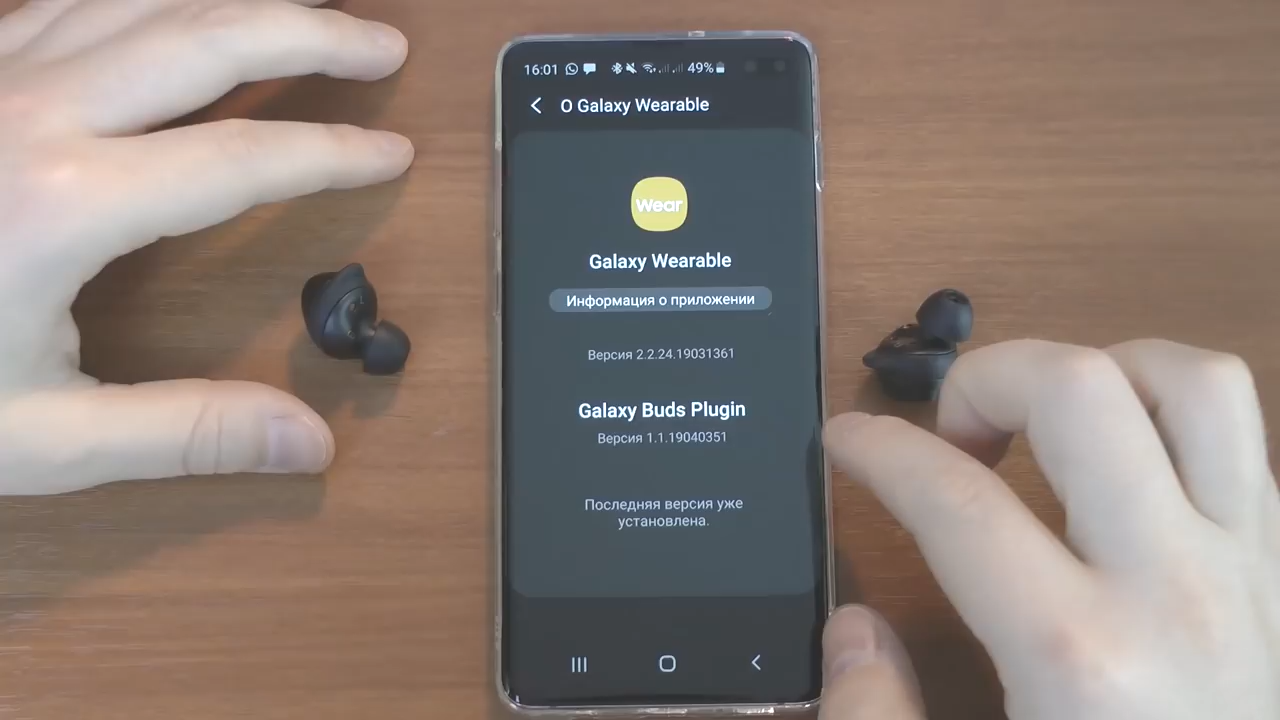 16:01 49%
О Galaxy Wearable
Wear
Galaxy Wearable
Информация о приложении
Версия 2.2.24.19031361
Galaxy Buds Plugin
Версия 1.1.19040351
Последняя версия уже
установлена.